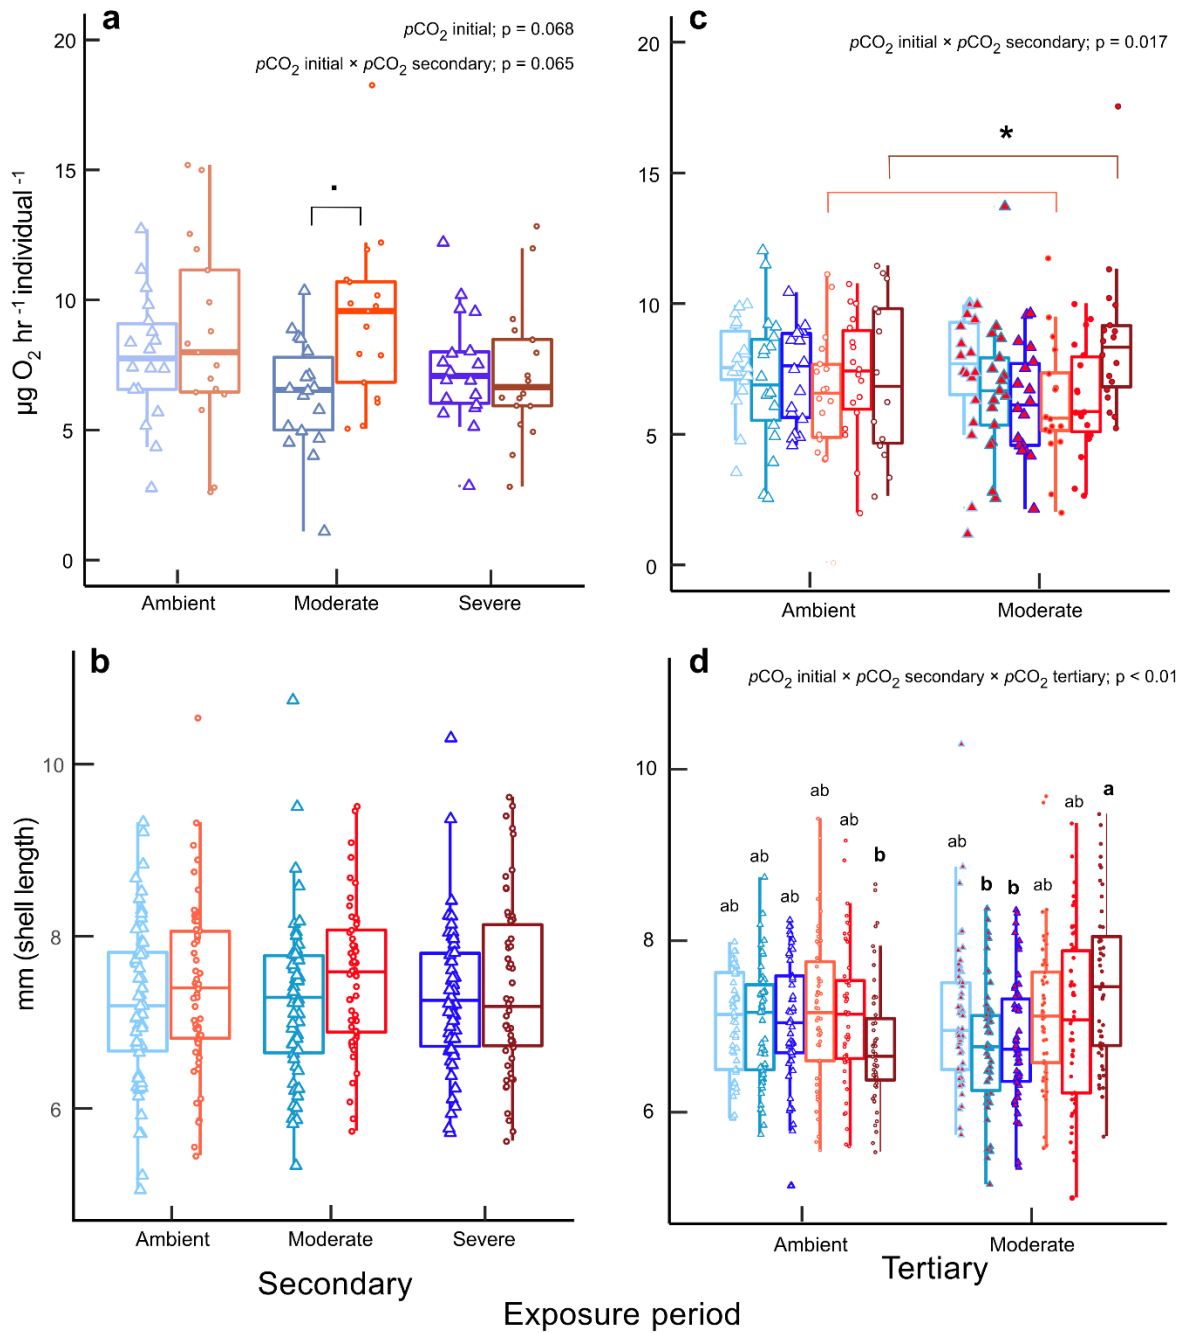 a
pCO2 initial; p = 0.068
pCO2 initial × pCO2 secondary; p = 0.065
µg O2 hr-1 individual -1
20
15
10
5
0
Ambient Moderate Severe
c
pCO2 initial × pCO2 secondary; p = 0.017
*
20
15
10
5
0
Ambient Moderate
b
mm (shell length)
10
8
6
Ambient Moderate Severe
Secondary
d
pCO2 initial × pCO2 secondary × pCO2 tertiary; p < 0.01
10
8
6
ab ab ab ab ab b
ab b b ab ab a
Ambient Moderate
Tertiary
Exposure period